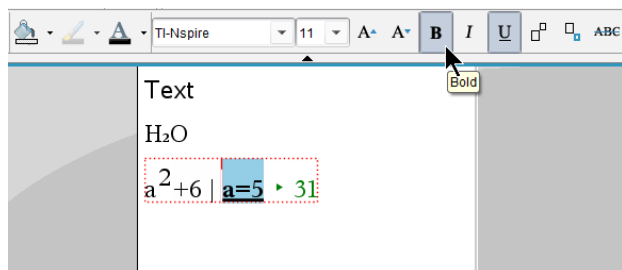 TI-Nspire 11 A A B I U ABC
Bold
Text
H₂O
a²+6 | a=5 ‣ 31